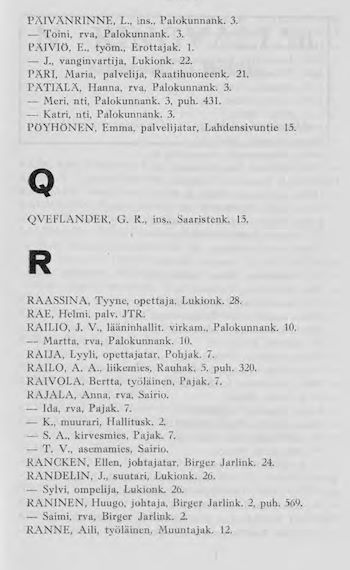 PÄIVÄNRINNE, L., ins., Palokunnank. 3.
— Toini, rva, Palokunnank. 3.
PÄIVIÖ, E., työm., Erottajak. 1.
— J., vanginvartija, Lukionk. 22.
PÄRI, Maria, palvelija, Raatihuoneenk. 21.
PÄTIÄLÄ, Hanna, rva, Palokunnank. 3.
— Meri, nti, Palokunnank. 3, puh. 431.
— Katri, nti, Palokunnank. 3.
PÖYHÖNEN, Emma, palvelijatar, Lahdensivuntie 15.
Q
QVEFLANDER, G. R., ins., Saaristenk. 15.
R
RAASSINA, Tyyne, opettaja, Lukionk. 28.
RAE, Helmi, palv. JTR.
RAILIO, J. V., lääninhallit. virkam., Palokunnank. 10.
— Martta, rva, Palokunnank. 10.
RAIJA, Lyyli, opettajatar, Pohjak. 7.
RAILO, A. A., liikemies, Rauhak. 5, puh. 320.
RAIVOLA, Bertta, työläinen, Pajak. 7.
RAJALA, Anna, rva, Sairio.
— Ida, rva, Pajak. 7.
— K., muurari, Hallitusk. 2.
— S. A., kirvesmies, Pajak. 7.
— T. V., asemamies, Sairio.
RANCKEN, Ellen, johtajatar, Birger Jarlink. 24.
RANDELIN, J., suutari, Lukionk. 26.
— Sylvi, ompelija, Lukionk. 26.
RANINEN, Huugo, johtaja, Birger Jarlink. 2, puh. 569.
— Saimi, rva, Birger Jarlink. 2.
RANNE, Aili, työläinen, Muuntajak. 12.